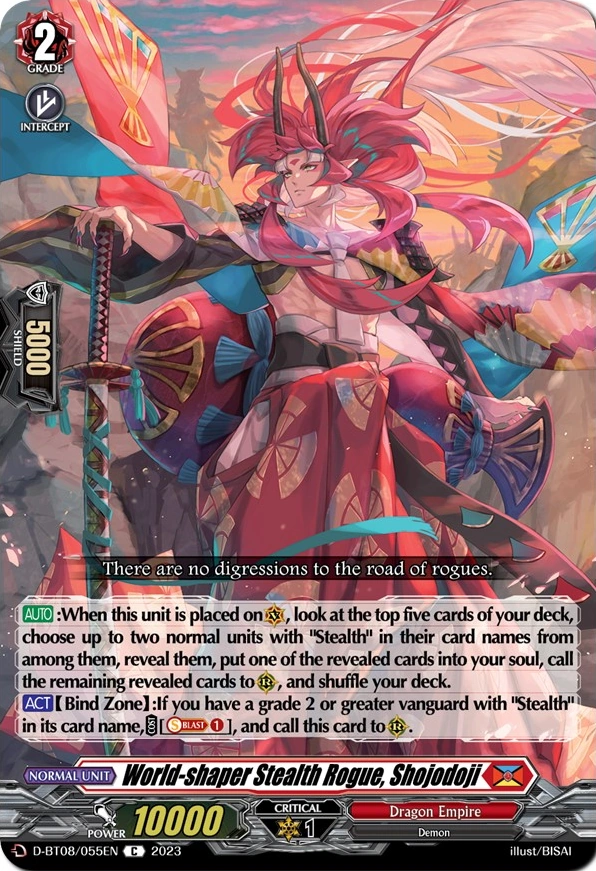 2
GRADE
INTERCEPT
5000
SHIELD
There are no digressions to the road of rogues.
AUTO:When this unit is placed on, look at the top five cards of your deck,
choose up to two normal units with "Stealth" in their card names from
among them, reveal them, put one of the revealed cards into your soul, call
the remaining revealed cards to, and shuffle your deck.
ACT【Bind Zone】:If you have a grade 2 or greater vanguard with "Stealth"
in its card name, COST [S BLAST 1], and call this card to.
NORMAL UNIT
World-shaper Stealth Rogue, Shojodoji
POWER 10000
CRITICAL
1
Dragon Empire
Demon
D-BT08/055EN C 2023
illust/BISAI